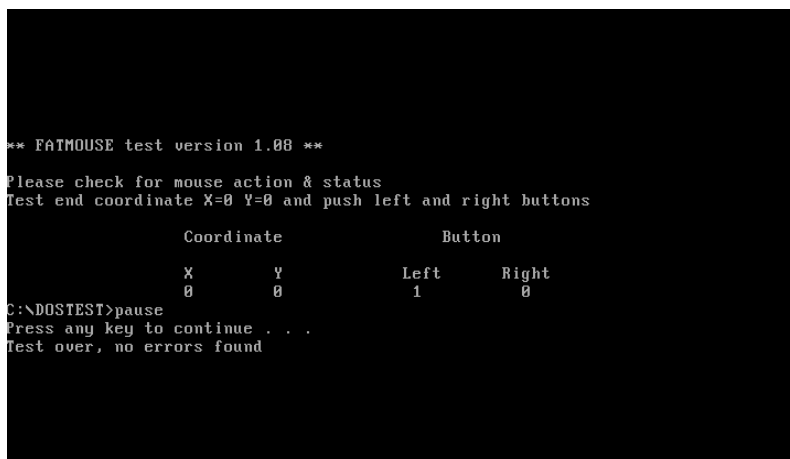 ** FATMOUSE test version 1.08 **
Please check for mouse action & status
Test end coordinate X=0 Y=0 and push left and right buttons
Coordinate Button
X Y Left Right
0 0 1 0
C:\DOSTEST>pause
Press any key to continue . . .
Test over, no errors found